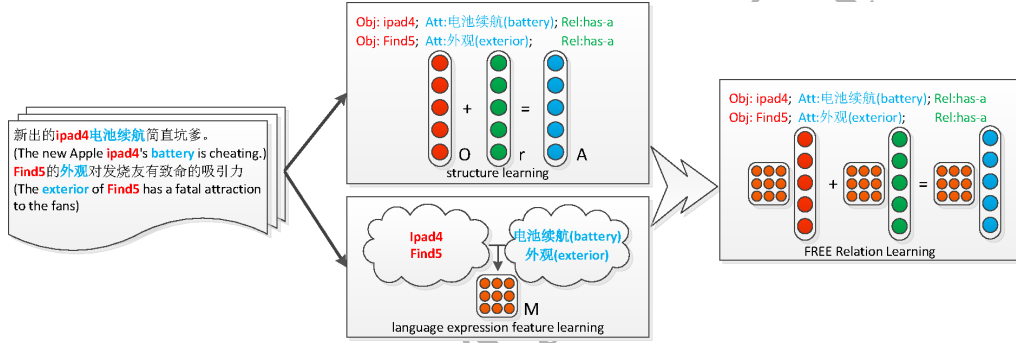 新出的ipad4电池续航简直坑爹。
(The new Apple ipad4's battery is cheating.)
Find5的外观对发烧友有致命的吸引力
(The exterior of Find5 has a fatal attraction
to the fans)
Obj: ipad4; Att:电池续航(battery); Rel:has-a
Obj: Find5; Att:外观(exterior); Rel:has-a
+ =
O r A
structure learning
Ipad4
Find5
电池续航(battery)
外观(exterior)
M
language expression feature learning
Obj: ipad4; Att:电池续航(battery); Rel:has-a
Obj: Find5; Att:外观(exterior); Rel:has-a
+ =
FREE Relation Learning